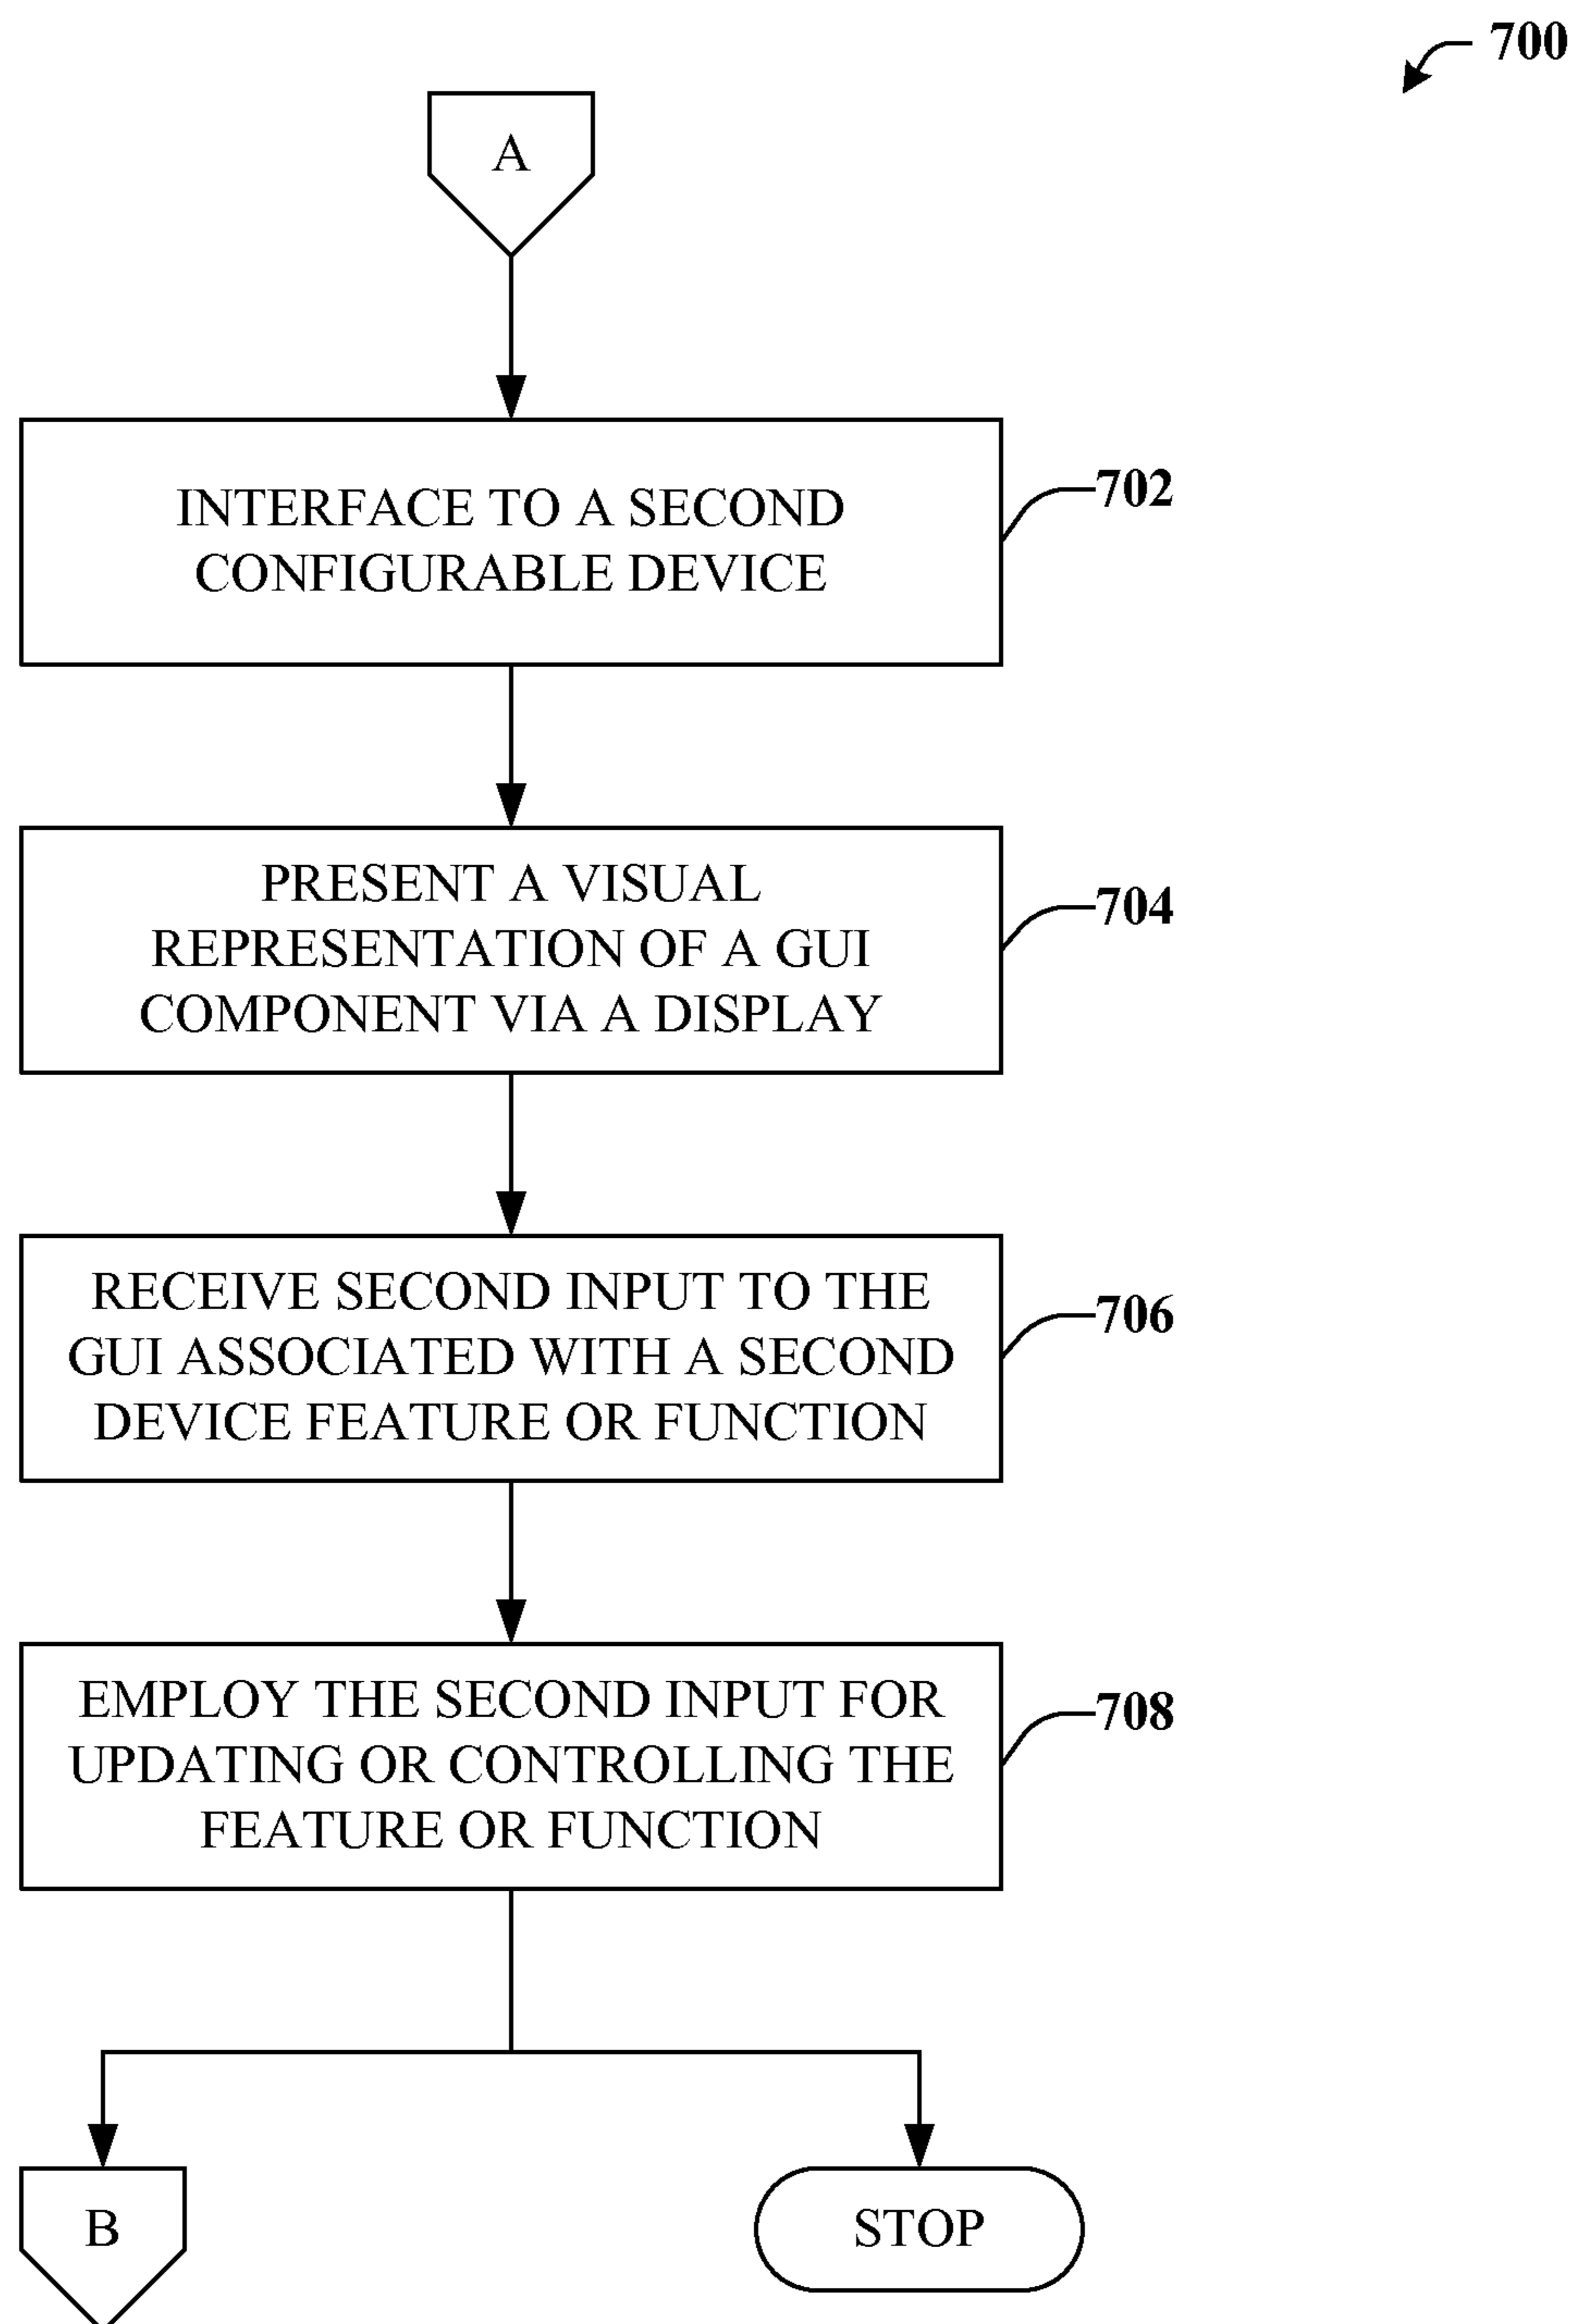 700
A
INTERFACE TO A SECOND
CONFIGURABLE DEVICE
702
PRESENT A VISUAL
REPRESENTATION OF A GUI
COMPONENT VIA A DISPLAY
704
RECEIVE SECOND INPUT TO THE
GUI ASSOCIATED WITH A SECOND
DEVICE FEATURE OR FUNCTION
706
EMPLOY THE SECOND INPUT FOR
UPDATING OR CONTROLLING THE
FEATURE OR FUNCTION
708
B
STOP